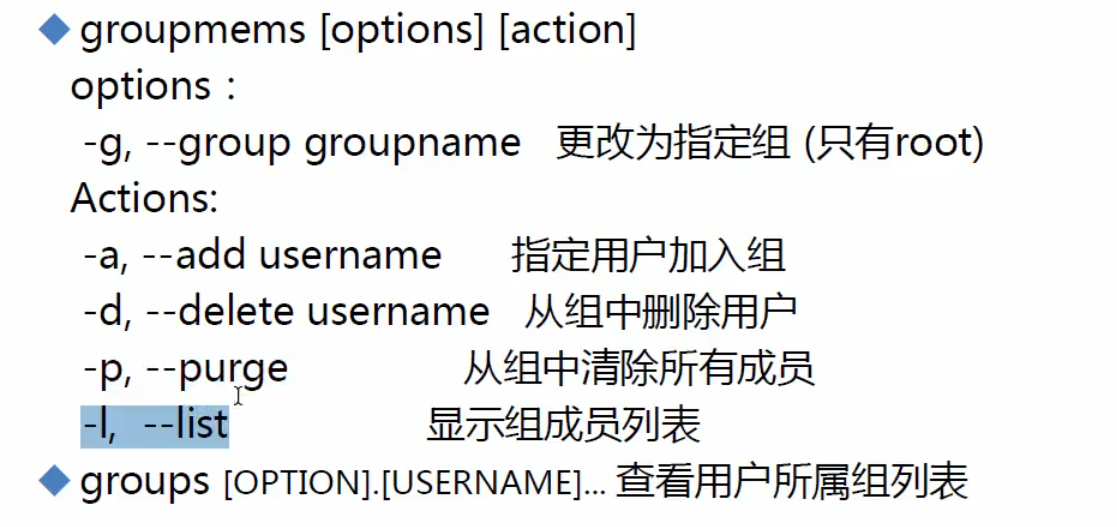 groupmems [options] [action]
options：
-g, --group groupname 更改为指定组 (只有root)
Actions:
-a, --add username 指定用户加入组
-d, --delete username 从组中删除用户
-p, --purge 从组中清除所有成员
-l, --list 显示组成员列表
groups [OPTION].[USERNAME]... 查看用户所属组列表